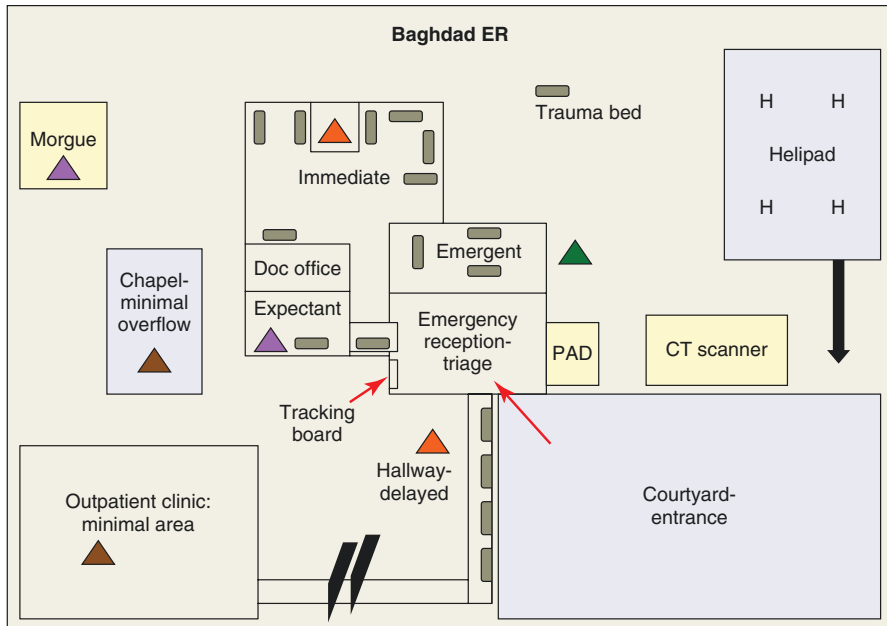 Baghdad ER
Morgue
Immediate
Trauma bed
H H
Helipad
H H
Chapel-
minimal
overflow
Doc office
Expectant
Emergent
Emergency
reception-
triage
PAD
CT scanner
Tracking
board
Hallway-
delayed
Outpatient clinic:
minimal area
Courtyard-
entrance